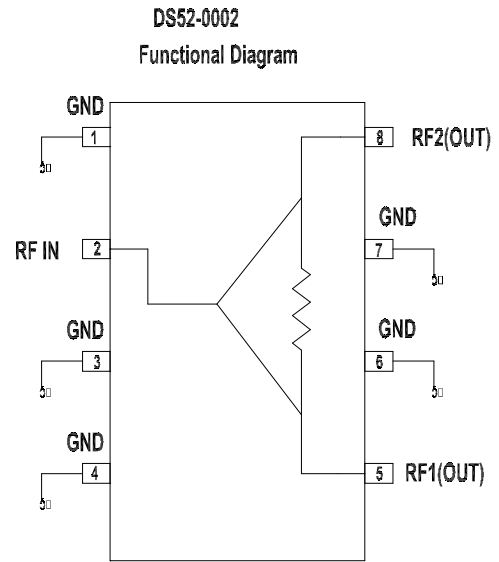 DS52-0002
Functional Diagram
GND
1
8
RF2(OUT)
GND
RF IN
2
7
GND
GND
3
6
GND
4
5
RF1(OUT)